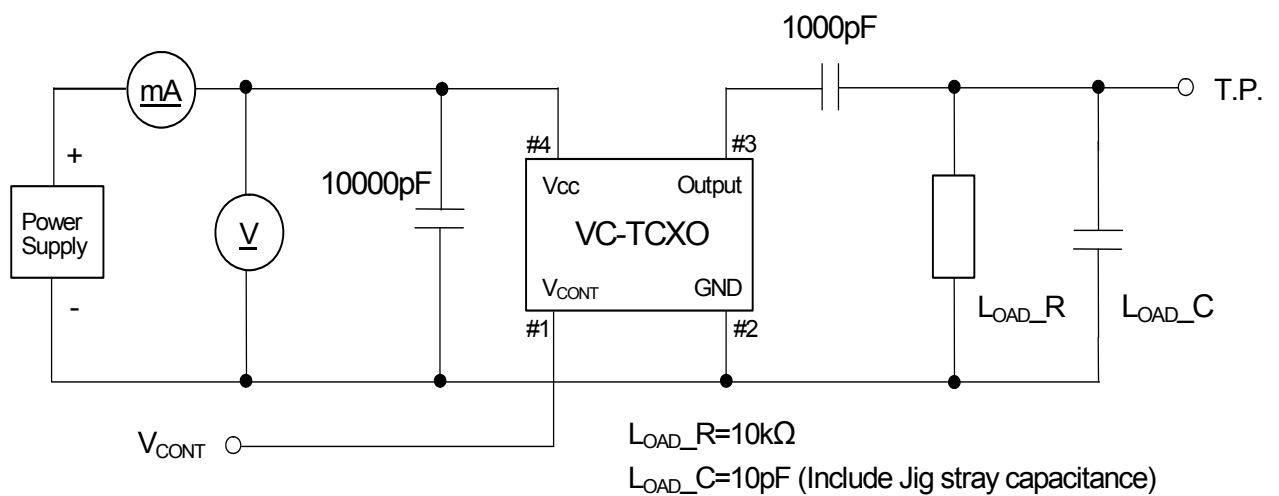 1000pF
mA
T.P.
#4
#3
+
10000pF
Vcc
Output
Power
Supply
V
VC-TCXO
-
VCONT
GND
LOAD_R
LOAD_C
#1
#2
VCONT
LOAD_R=10kΩ
LOAD_C=10pF (Include Jig stray capacitance)